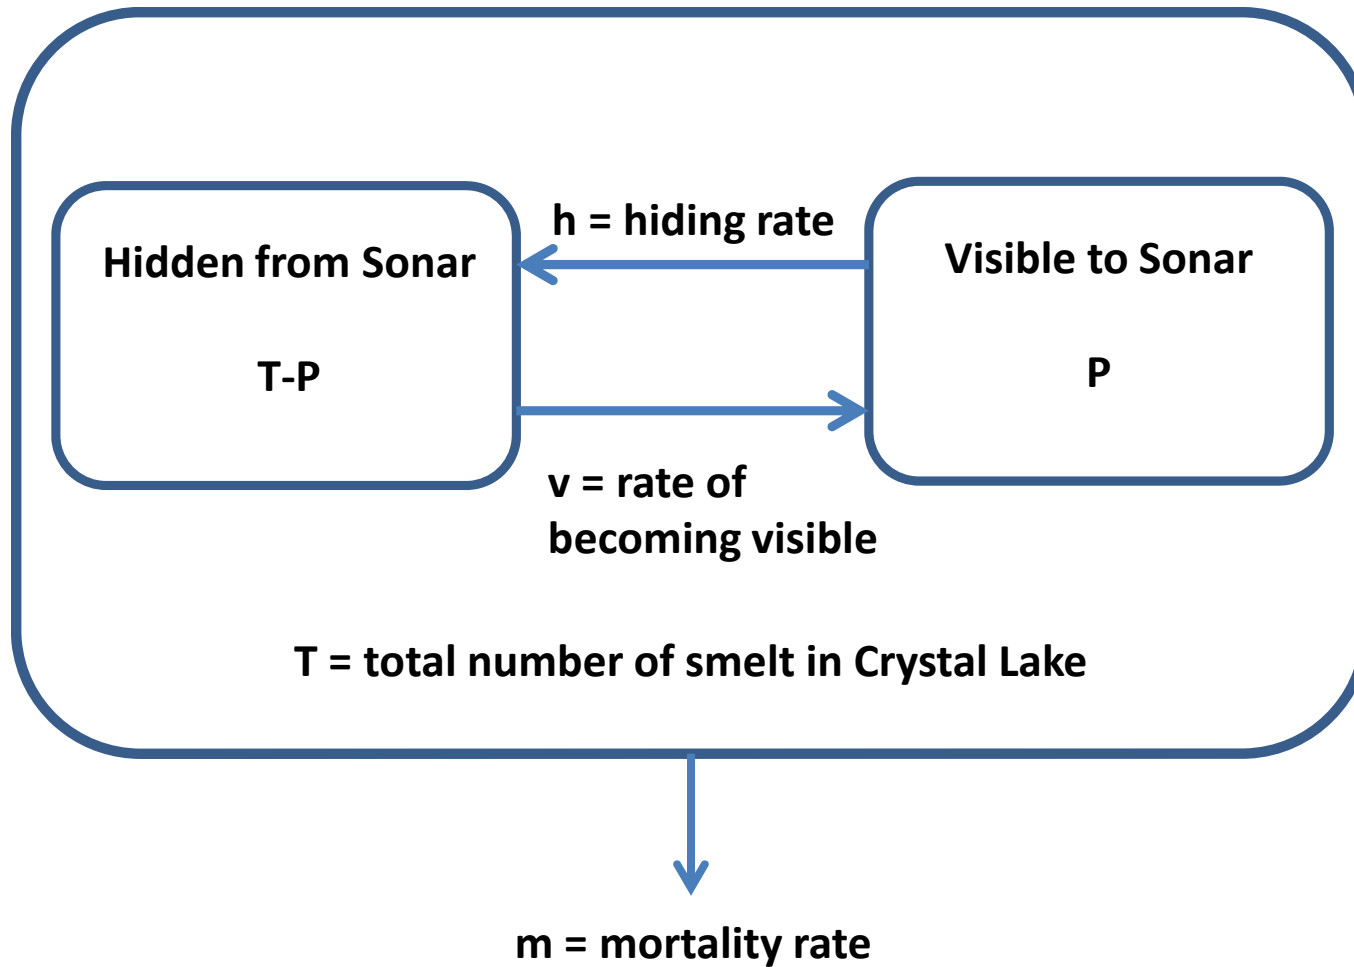 h = hiding rate
Hidden from Sonar
Visible to Sonar
T-P
P
v = rate of
becoming visible
T = total number of smelt in Crystal Lake
m = mortality rate